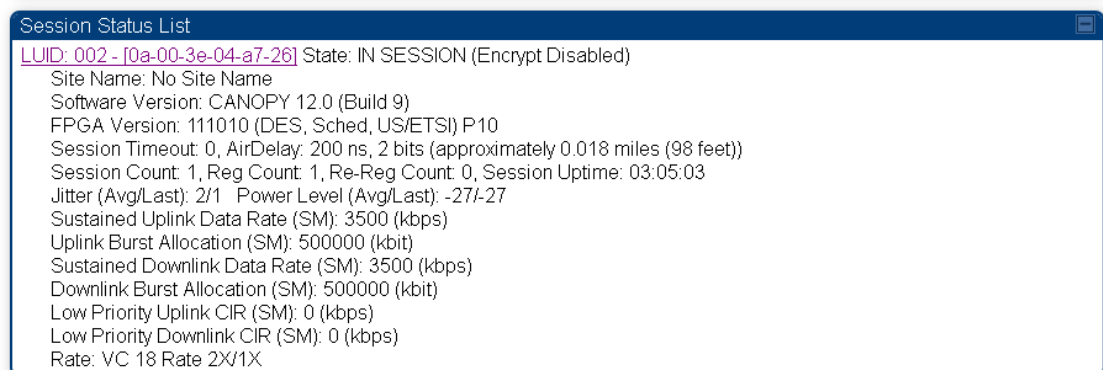 Session Status List
LUID: 002 - [0a-00-3e-04-a7-26] State: IN SESSION (Encrypt Disabled)
Site Name: No Site Name
Software Version: CANOPY 12.0 (Build 9)
FPGA Version: 111010 (DES, Sched, US/ETSI) P10
Session Timeout: 0, AirDelay: 200 ns, 2 bits (approximately 0.018 miles (98 feet))
Session Count: 1, Reg Count: 1, Re-Reg Count: 0, Session Uptime: 03:05:03
Jitter (Avg/Last): 2/1 Power Level (Avg/Last): -27/-27
Sustained Uplink Data Rate (SM): 3500 (kbps)
Uplink Burst Allocation (SM): 500000 (kbit)
Sustained Downlink Data Rate (SM): 3500 (kbps)
Downlink Burst Allocation (SM): 500000 (kbit)
Low Priority Uplink CIR (SM): 0 (kbps)
Low Priority Downlink CIR (SM): 0 (kbps)
Rate: VC 18 Rate 2X/1X